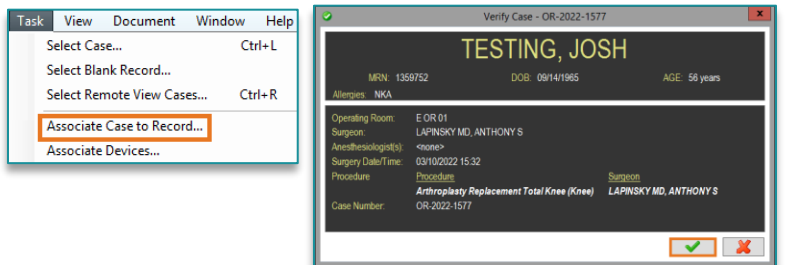 Task View Document Window Help
Select Case... Ctrl+L
Select Blank Record...
Select Remote View Cases... Ctrl+R
Associate Case to Record...
Associate Devices...
Verify Case - OR-2022-1577
x
TESTING, JOSH
MRN: 1359752 DOB: 09/14/1965 AGE: 56 years
Allergies: NKA
Operating Room: E OR 01
Surgeon: LAPINSKY MD, ANTHONY S
Anesthesiologist(s): <none>
Surgery Date/Time: 03/10/2022 15:32
Procedure Procedure Surgeon
Arthroplasty Replacement Total Knee (Knee) LAPINSKY MD, ANTHONY S
Case Number: OR-2022-1577